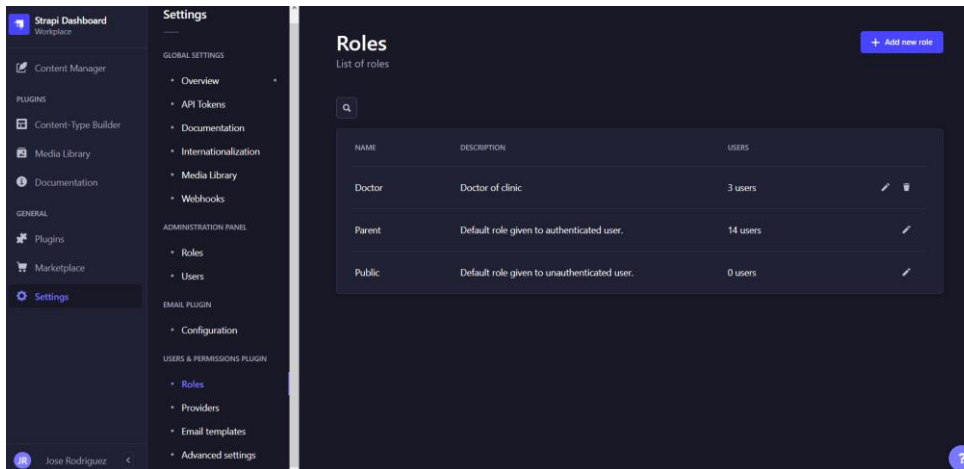 Strapi Dashboard
Workplace
Content Manager
PLUGINS
Content-Type Builder
Media Library
Documentation
GENERAL
Plugins
Marketplace
Settings
JR
Jose Rodriguez
Settings
GLOBAL SETTINGS
Overview
API Tokens
Documentation
Internationalization
Media Library
Webhooks
ADMINISTRATION PANEL
Roles
Users
EMAIL PLUGIN
Configuration
USERS & PERMISSIONS PLUGIN
Roles
Providers
Email templates
Advanced settings
Roles
List of roles
+ Add new role
NAME DESCRIPTION USERS
Doctor Doctor of clinic 3 users
Parent Default role given to authenticated user. 14 users
Public Default role given to unauthenticated user. 0 users
?